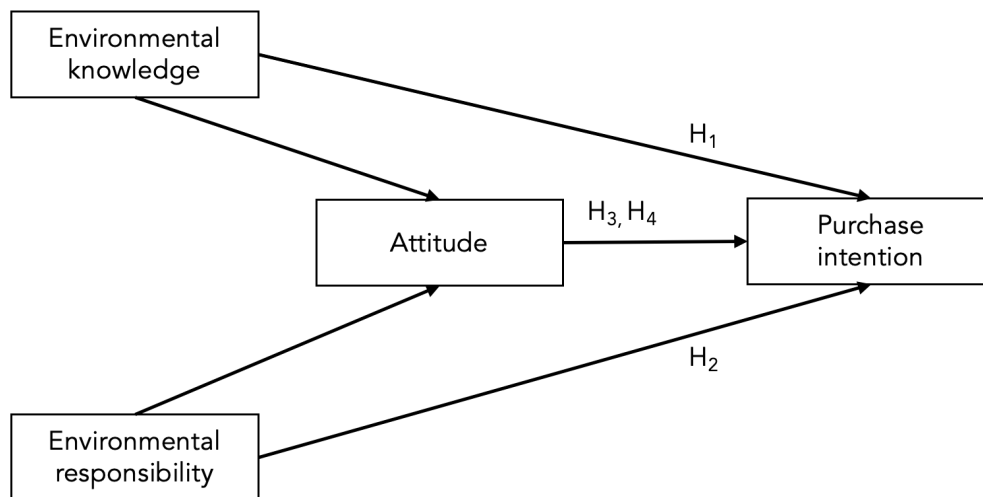 Environmental
knowledge
H₁
H₃, H₄
Attitude
Purchase
intention
H₂
Environmental
responsibility